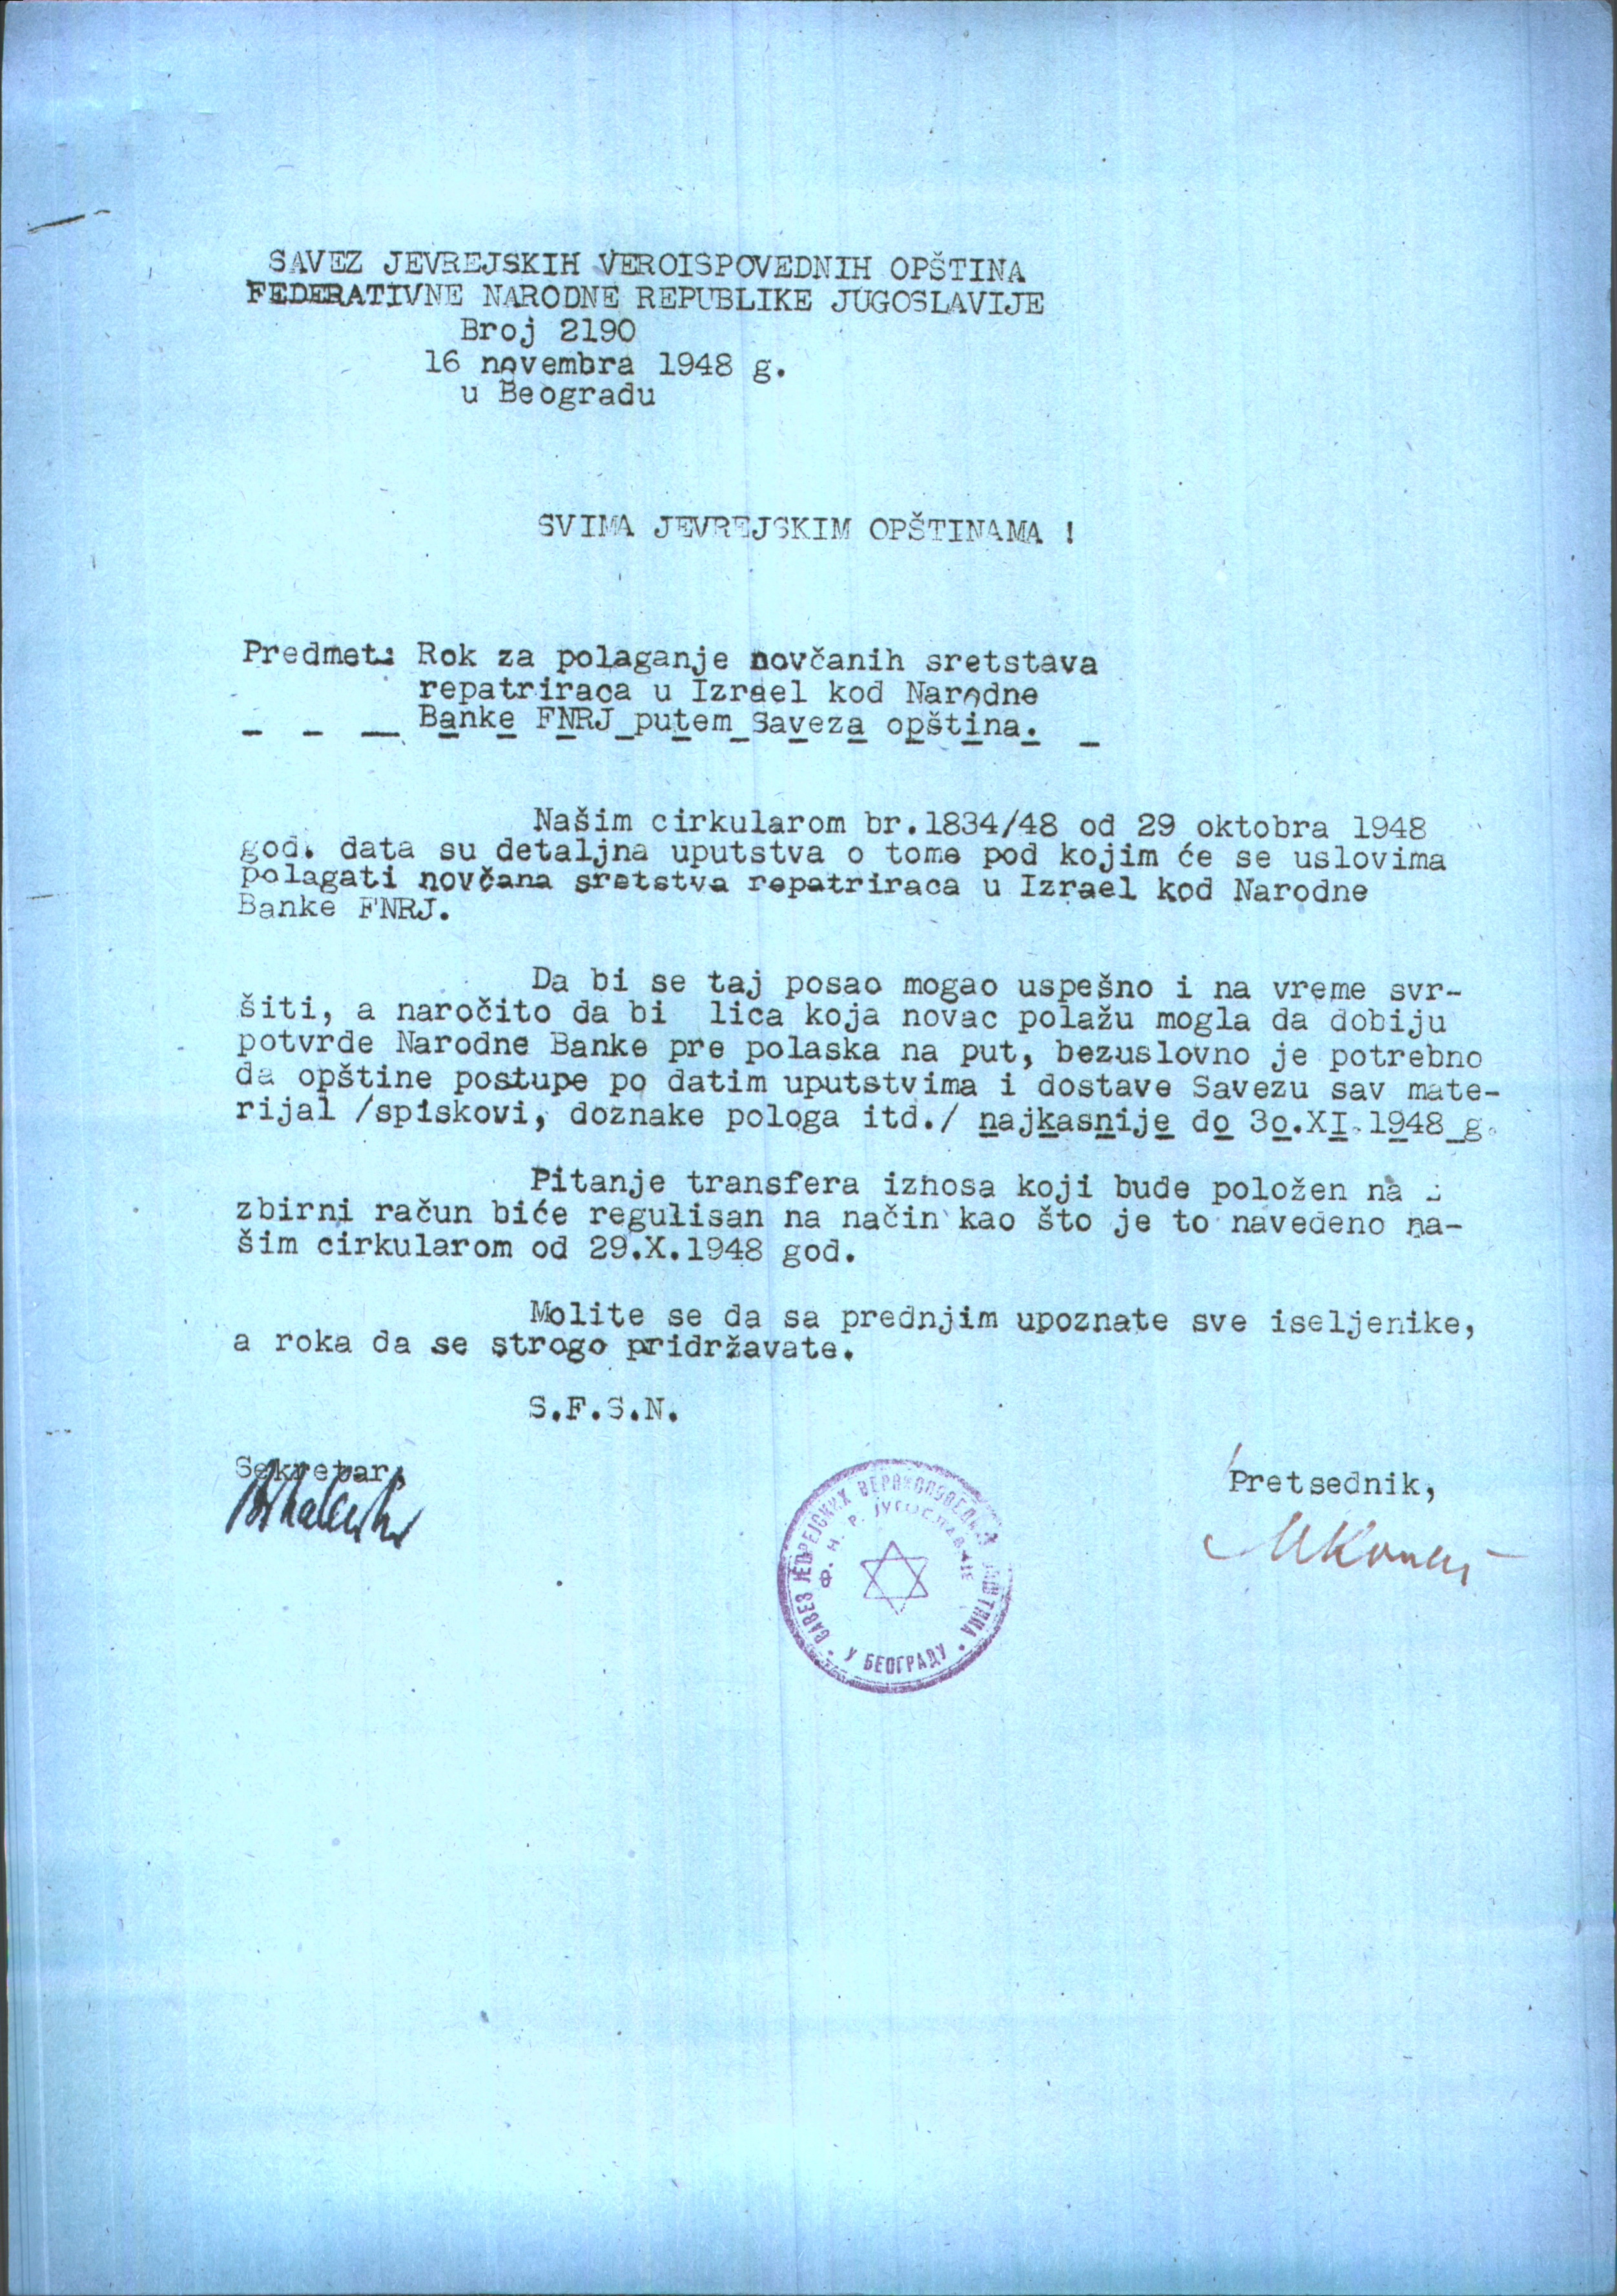 SAVEZ JEVREJSKIH VEROISPOVEDNIH OPŠTINA
FEDERATIVNE NARODNE REPUBLIKE JUGOSLAVIJE
Broj 2190
16 novembra 1948 g.
u Beogradu
SVIMA JEVREJSKIM OPŠTINAMA !
Predmet: Rok za polaganje novčanih sretstava
repatriraca u Izrael kod Narodne
Banke FNRJ putem Saveza opština.
Našim cirkularom br.1834/48 od 29 oktobra 1948
god. data su detaljna uputstva o tome pod kojim će se uslovima
polagati novčana sretstva repatriraca u Izrael kod Narodne
Banke FNRJ.
Da bi se taj posao mogao uspešno i na vreme svr-
šiti, a naročito da bi lica koja novac polažu mogla da dobiju
potvrde Narodne Banke pre polaska na put, bezuslovno je potrebno
da opštine postupe po datim uputstvima i dostave Savezu sav mate-
rijal /spiskovi, doznake pologa itd./ najkasnije do 3o.XI.1948 g.
Pitanje transfera iznosa koji bude položen na
zbirni račun biće regulisan na način kao što je to navedeno na-
šim cirkularom od 29.X.1948 god.
Molite se da sa prednjim upoznate sve iseljenike,
a roka da se strogo pridržavate.
S.F.S.N.
Sekretar,
Pretsednik,
САВЕЗ ЈЕВРЕЈСКИХ ВЕРОИСПОВЕДНИХ ОПШТИНА
Ф. Н. Р. ЈУГОСЛАВИЈЕ
У БЕОГРАДУ